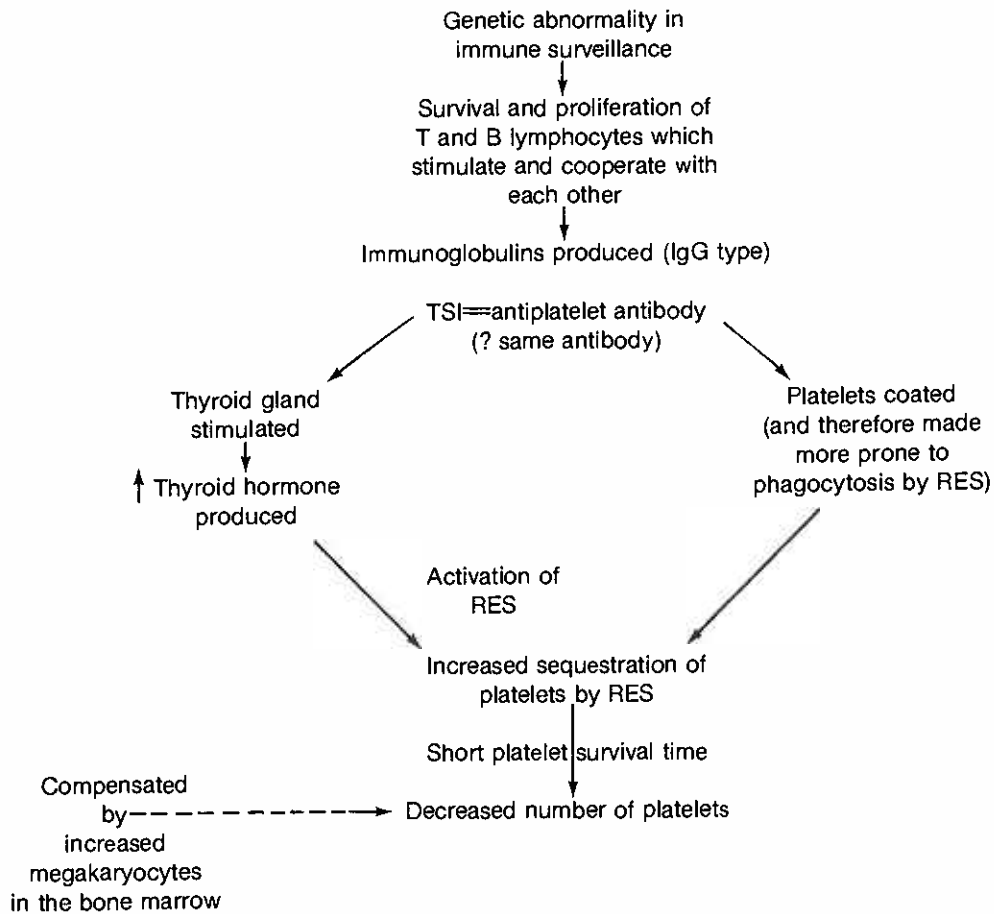 Genetic abnormality in
immune surveillance
Survival and proliferation of
T and B lymphocytes which
stimulate and cooperate with
each other
Immunoglobulins produced (IgG type)
TSI══antiplatelet antibody
(? same antibody)
Thyroid gland
stimulated
↑ Thyroid hormone
produced
Platelets coated
(and therefore made
more prone to
phagocytosis by RES)
Activation of
RES
Increased sequestration of
platelets by RES
Short platelet survival time
Compensated
by
increased
megakaryocytes
in the bone marrow
Decreased number of platelets